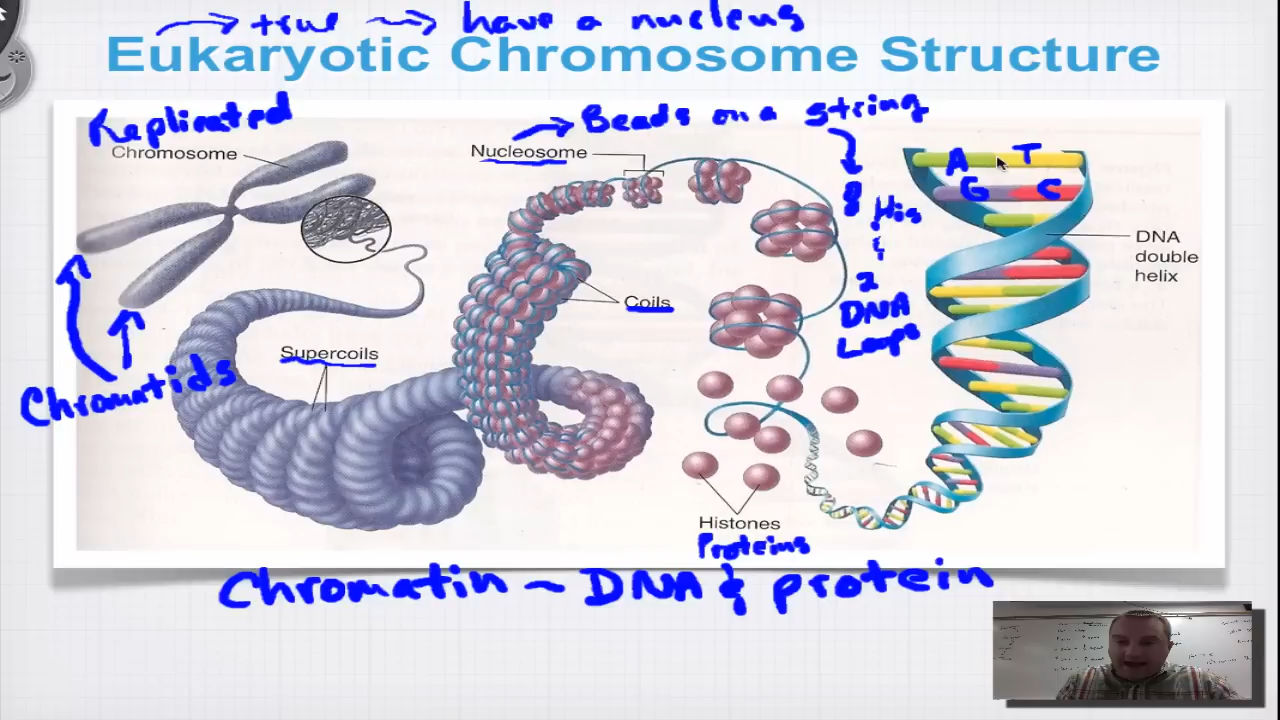 → true ~> have a nucleus
Eukaryotic Chromosome Structure
Replicated
Chromosome
→ Beads on a string
Nucleosome
A T
G C
8 His
&
2
DNA
Loops
DNA
double
helix
Coils
Supercoils
Chromatids
Histones
Proteins
Chromatin ~ DNA & protein